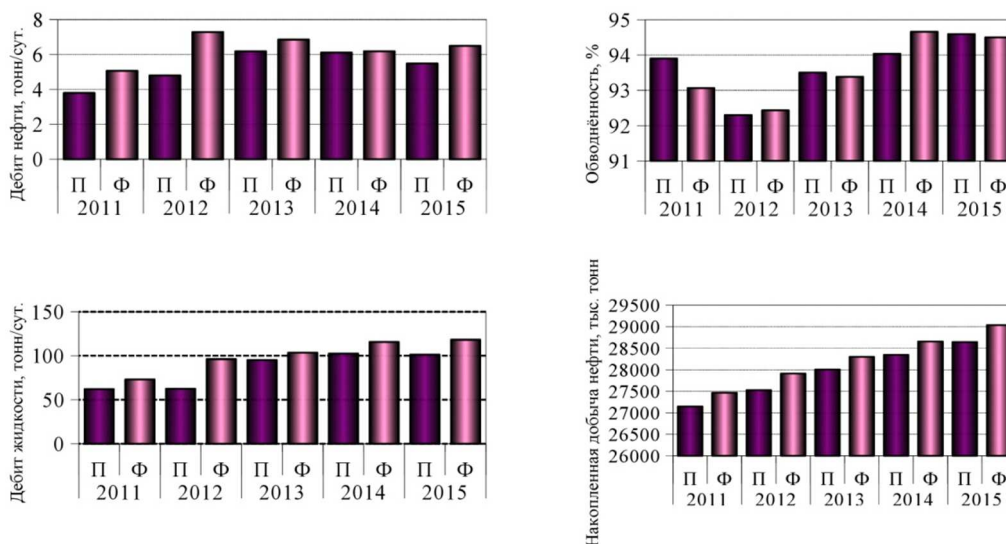 Дебит нефти, тонн/сут.
8
6
4
2
0
П Ф П Ф П Ф П Ф П Ф
2011 2012 2013 2014 2015
Обводнённость, %
95
94
93
92
91
П Ф П Ф П Ф П Ф П Ф
2011 2012 2013 2014 2015
Дебит жидкости, тонн/сут.
150
100
50
0
П Ф П Ф П Ф П Ф П Ф
2011 2012 2013 2014 2015
Накопленная добыча нефти, тыс. тонн
29500
29000
28500
28000
27500
27000
26500
26000
П Ф П Ф П Ф П Ф П Ф
2011 2012 2013 2014 2015